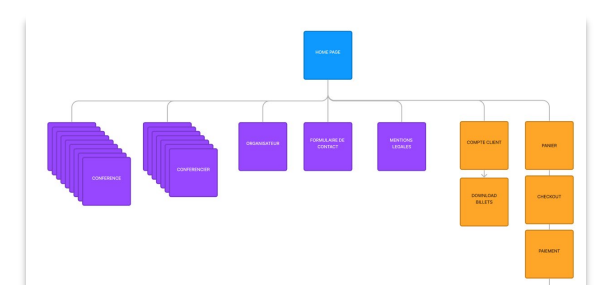 HOME PAGE
ORGANISATEUR
FORMULAIRE DE
CONTACT
MENTIONS
LEGALES
COMPTE CLIENT
PANIER
CONFERENCE
CONFERENCIER
DOWNLOAD
BILLETS
CHECKOUT
PAIEMENT